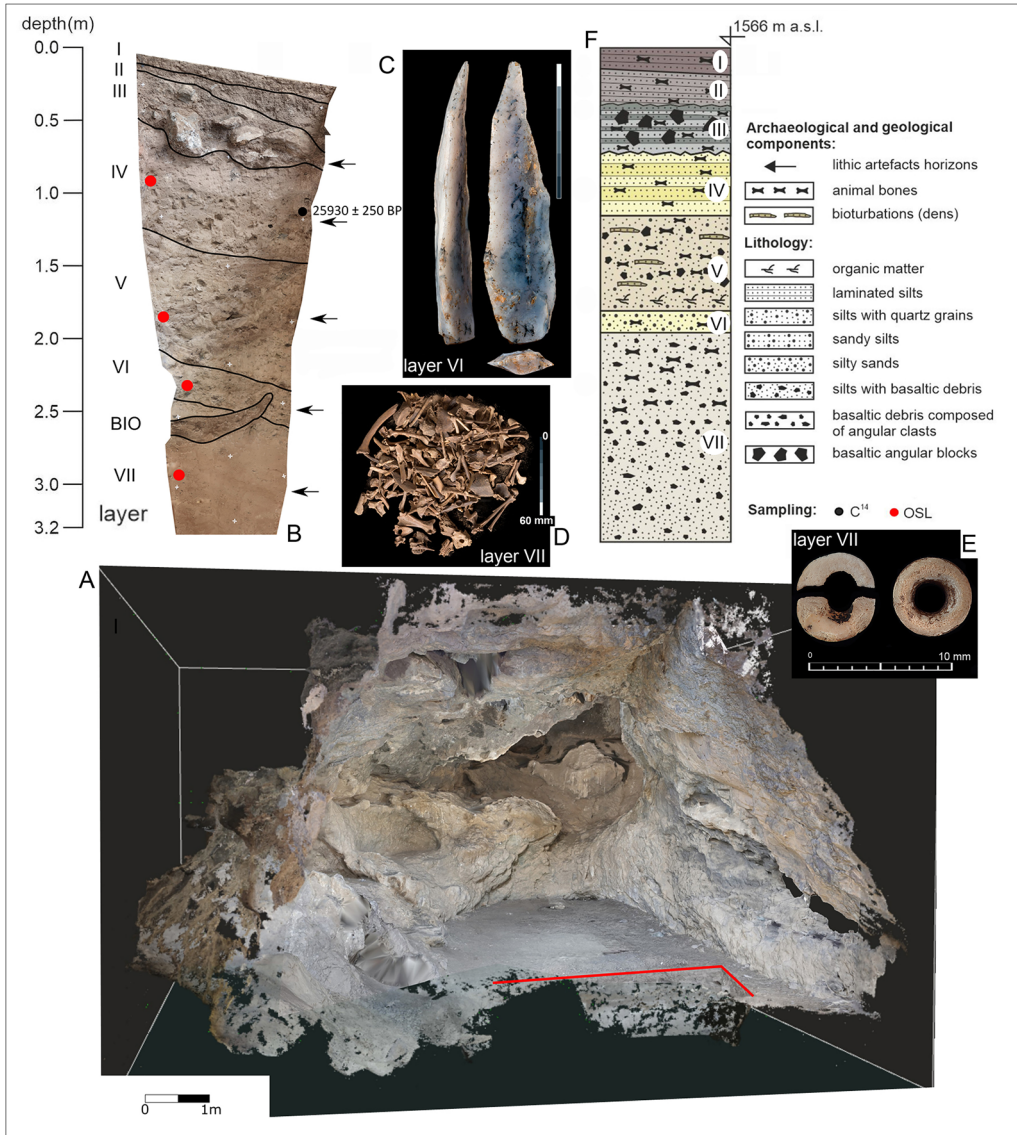 depth(m)
0.0
0.5
1.0
1.5
2.0
2.5
3.0
3.2
I
II
III
IV
V
VI
BIO
VII
layer
25930 ± 250 BP
B
C
layer VI
0
60 mm
layer VII
D
F
1566 m a.s.l.
I
II
III
IV
V
VI
VII
Archaeological and geological
components:
lithic artefacts horizons
animal bones
bioturbations (dens)
Lithology:
organic matter
laminated silts
silts with quartz grains
sandy silts
silty sands
silts with basaltic debris
basaltic debris composed
of angular clasts
basaltic angular blocks
Sampling: C¹⁴ OSL
layer VII
E
0 10 mm
A
I
0 1m